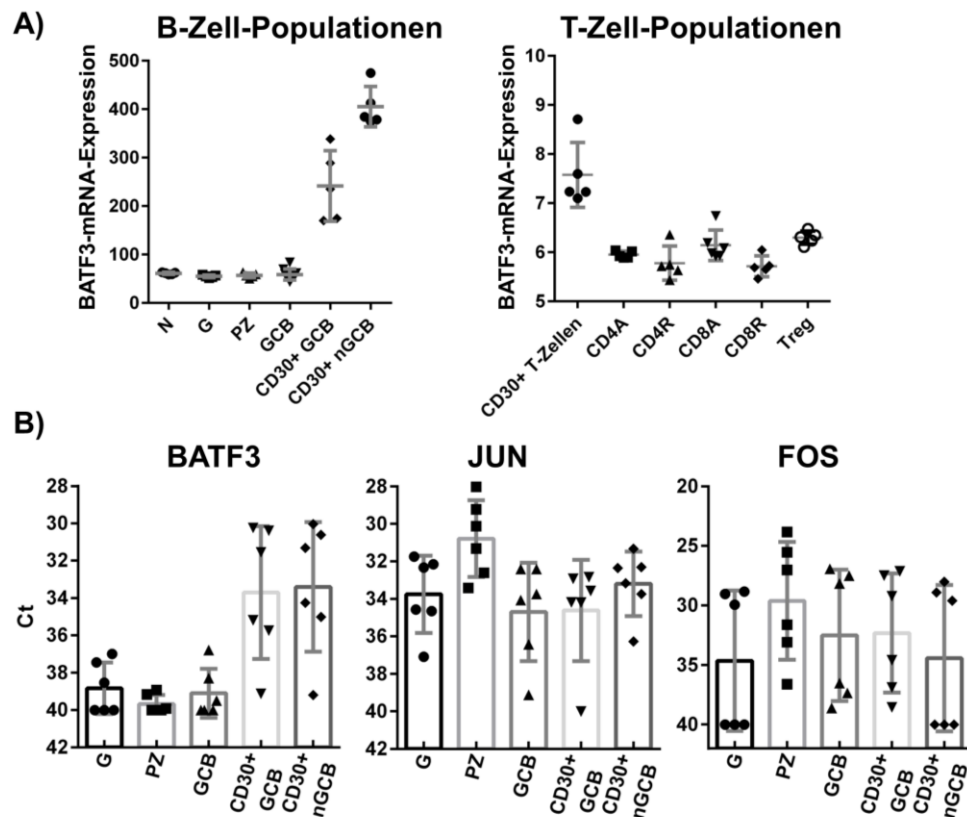 A)
B-Zell-Populationen
BATF3-mRNA-Expression
500
400
300
200
100
0
N
G
PZ
GCB
CD30+ GCB
CD30+ nGCB
T-Zell-Populationen
BATF3-mRNA-Expression
10
9
8
7
6
5
CD30+ T-Zellen
CD4A
CD4R
CD8A
CD8R
Treg
B)
BATF3
Ct
30
32
34
36
38
40
42
G
PZ
GCB
CD30+
GCB
CD30+
nGCB
JUN
28
30
32
34
36
38
40
42
G
PZ
GCB
CD30+
GCB
CD30+
nGCB
FOS
20
25
30
35
40
G
PZ
GCB
CD30+
GCB
CD30+
nGCB